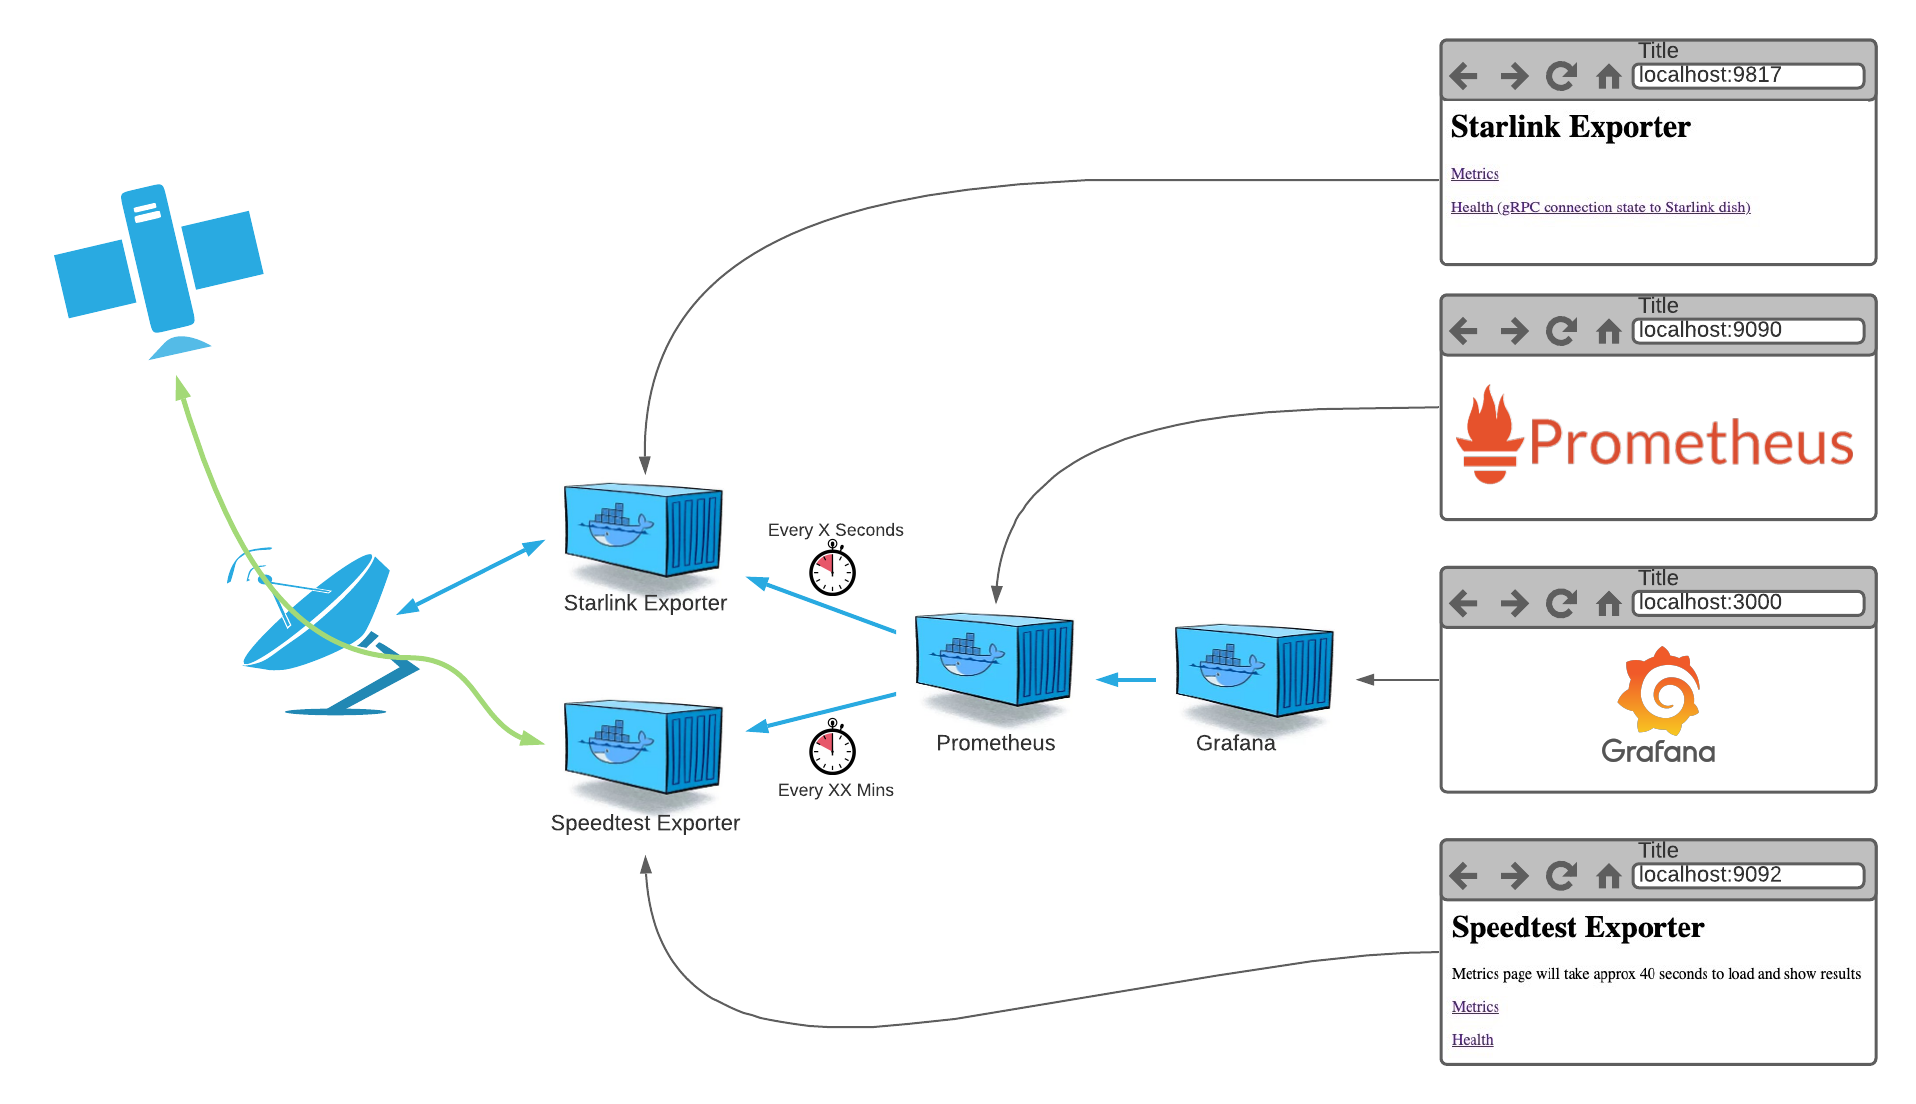 Title
localhost:9817
Starlink Exporter
Metrics
Health (gRPC connection state to Starlink dish)
Title
localhost:9090
Prometheus
Every X Seconds
Starlink Exporter
Title
localhost:3000
Grafana
Prometheus
Grafana
Every XX Mins
Speedtest Exporter
Title
localhost:9092
Speedtest Exporter
Metrics page will take approx 40 seconds to load and show results
Metrics
Health